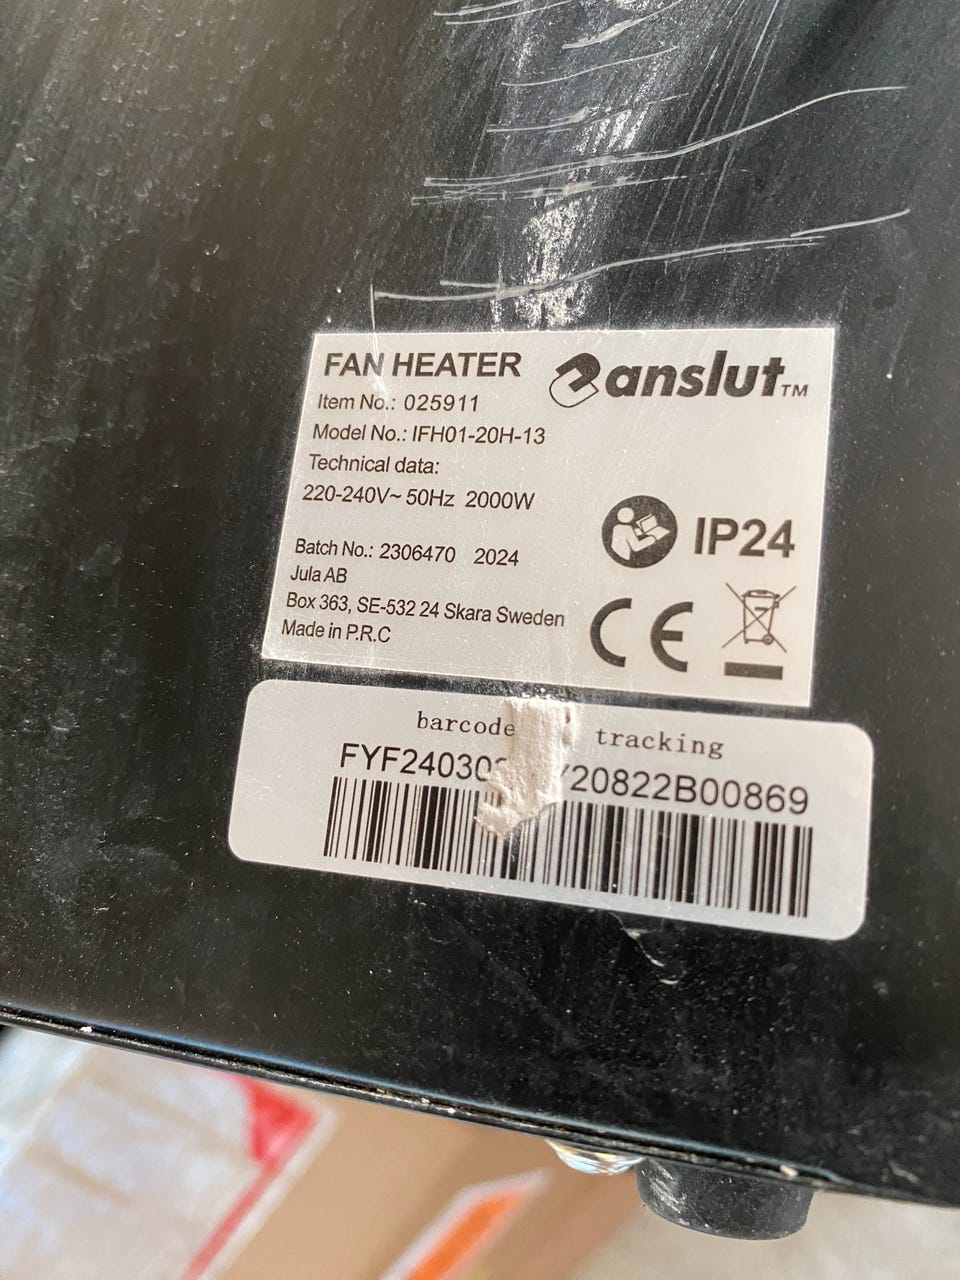 FAN HEATER
anslut™
Item No.: 025911
Model No.: IFH01-20H-13
Technical data:
220-240V~ 50Hz 2000W
IP24
Batch No.: 2306470 2024
Jula AB
Box 363, SE-532 24 Skara Sweden
Made in P.R.C
CE
barcode tracking